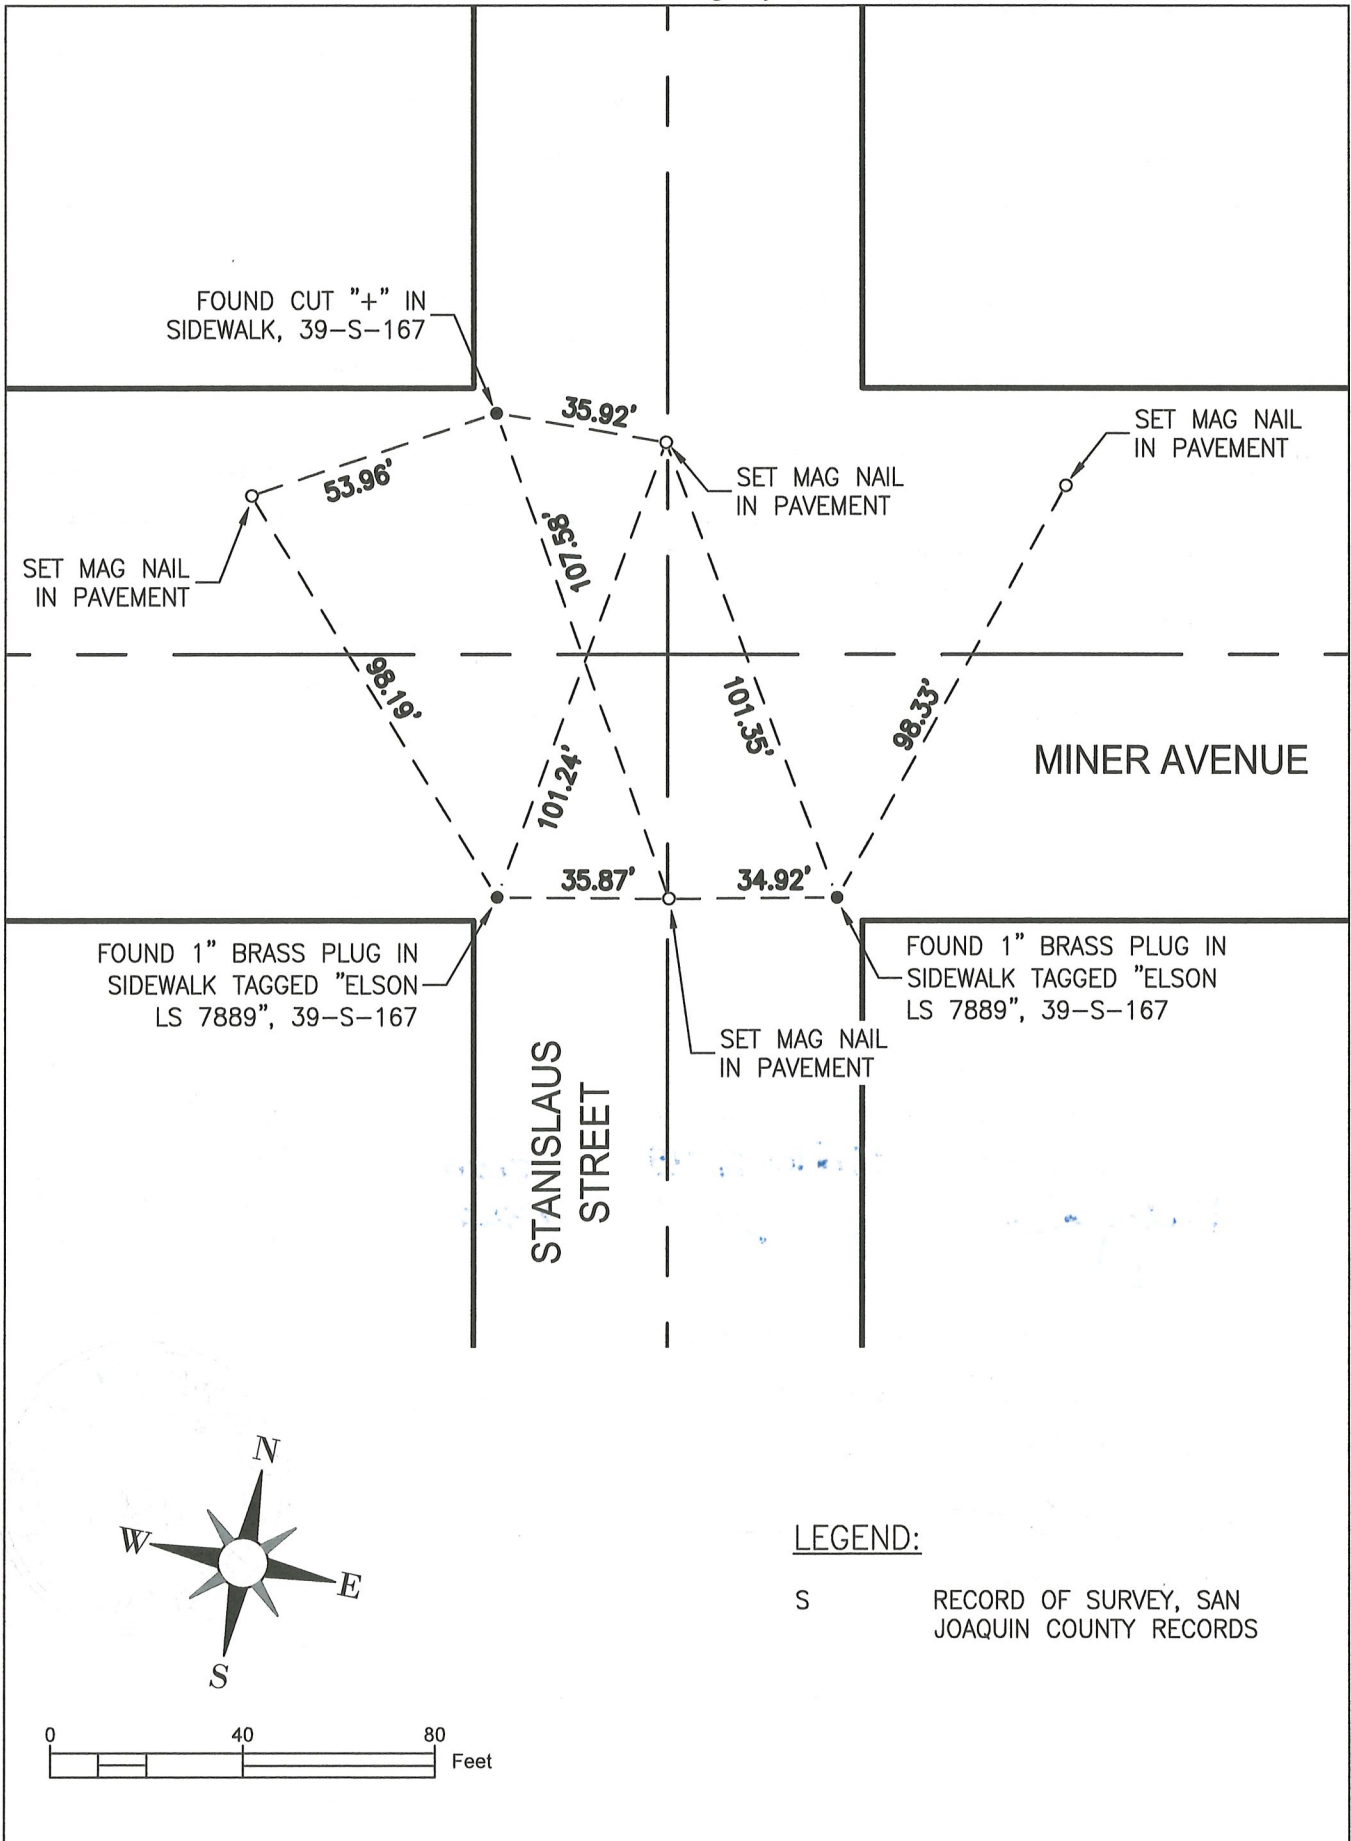 FOUND CUT "+" IN
SIDEWALK, 39-S-167
35.92'
SET MAG NAIL
IN PAVEMENT
53.96'
SET MAG NAIL
IN PAVEMENT
107.58'
SET MAG NAIL
IN PAVEMENT
98.19'
101.24'
101.35'
98.33'
MINER AVENUE
35.87'
34.92'
FOUND 1" BRASS PLUG IN
SIDEWALK TAGGED "ELSON
LS 7889", 39-S-167
FOUND 1" BRASS PLUG IN
SIDEWALK TAGGED "ELSON
LS 7889", 39-S-167
SET MAG NAIL
IN PAVEMENT
STANISLAUS
STREET
N
W
E
S
LEGEND:
S RECORD OF SURVEY, SAN
JOAQUIN COUNTY RECORDS
0 40 80
Feet